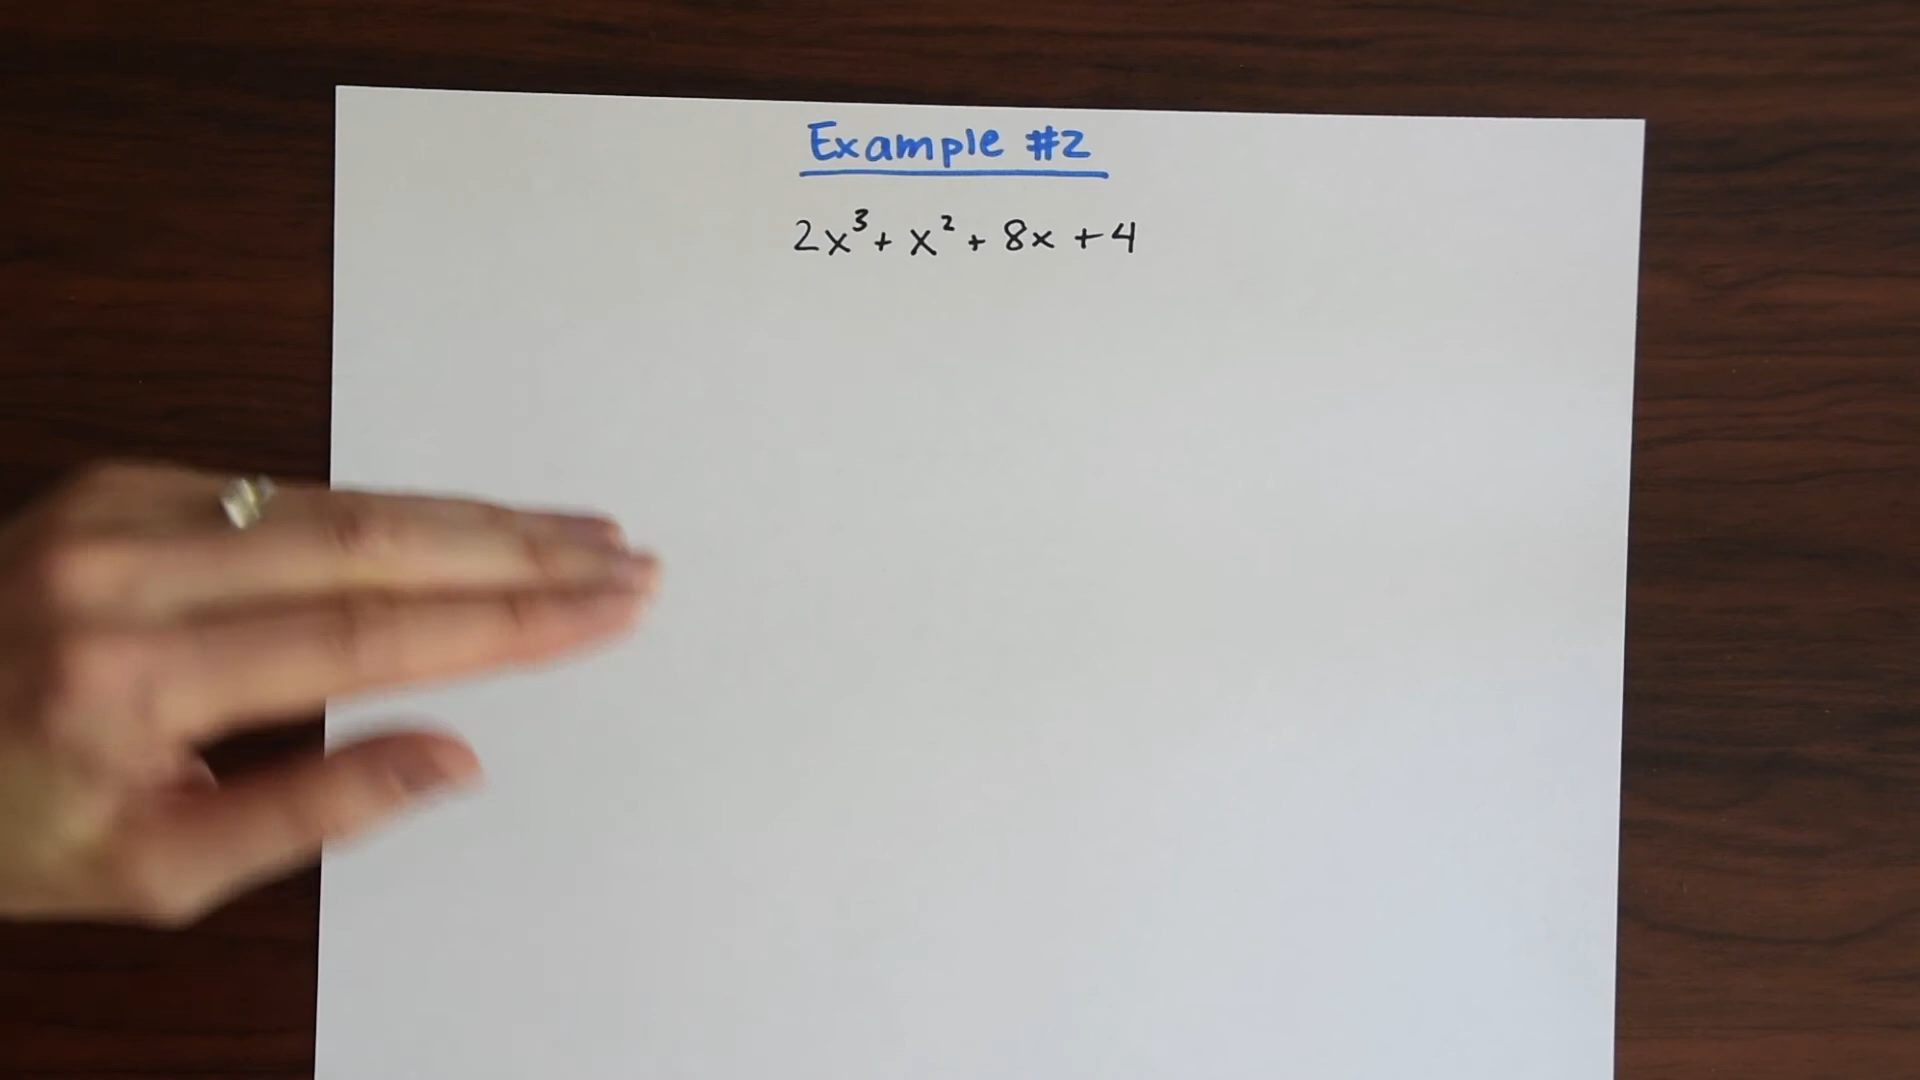 Example #2
2x³ + x² + 8x + 4